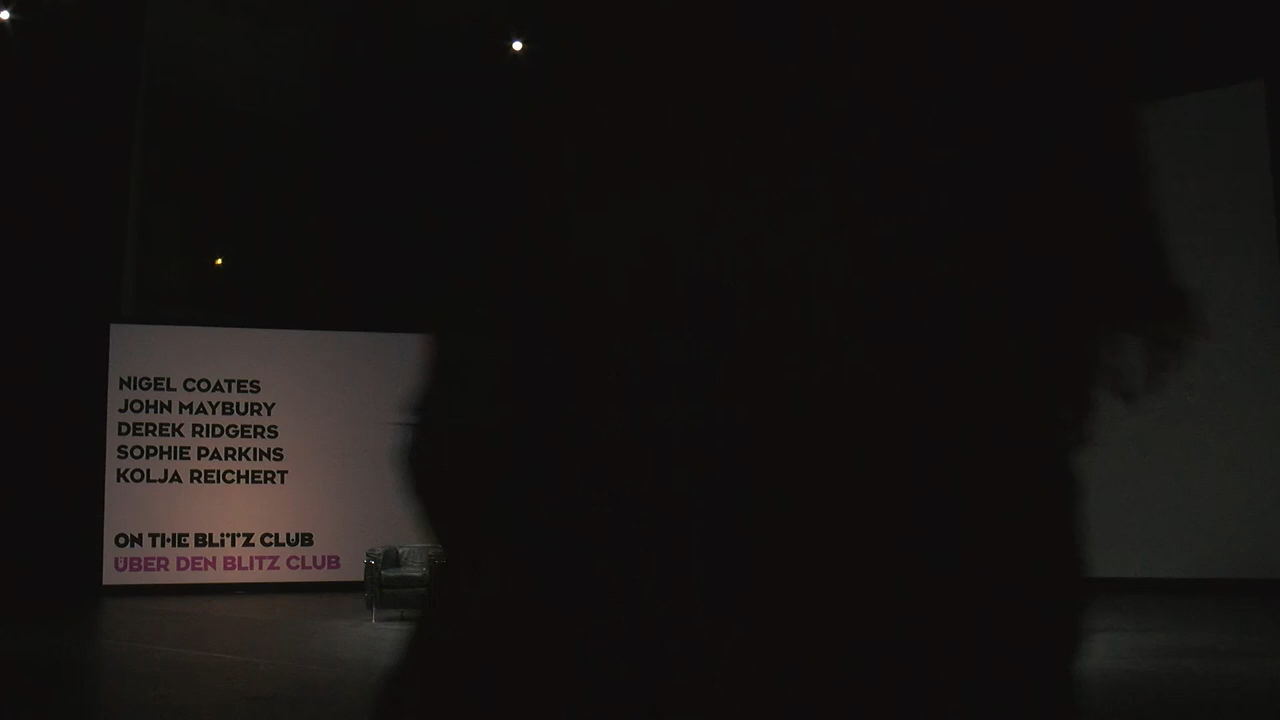 NIGEL COATES
JOHN MAYBURY
DEREK RIDGERS
SOPHIE PARKINS
KOLJA REICHERT
ON THE BLITZ CLUB
ÜBER DEN BLITZ CLUB